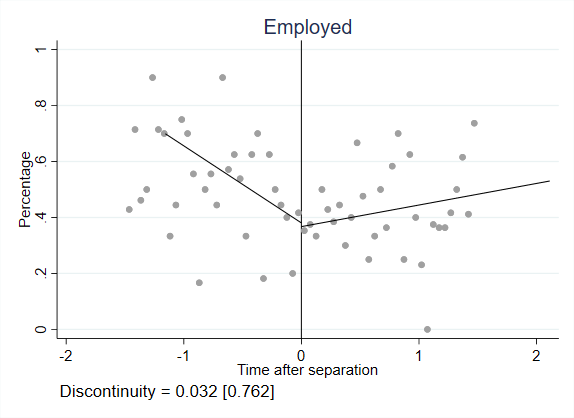 Employed
Percentage
1
.8
.6
.4
.2
0
-2 -1 0 1 2
Time after separation
Discontinuity = 0.032 [0.762]